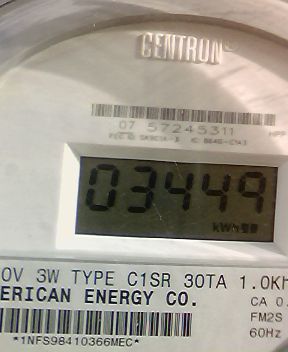 CENTRON®
07 57245311
HPP
03449
kWh
0V 3W TYPE C1SR 30TA 1.0Kh
ERICAN ENERGY CO.
CA 0.
FM2S
60Hz
*1NFS98410366MEC*